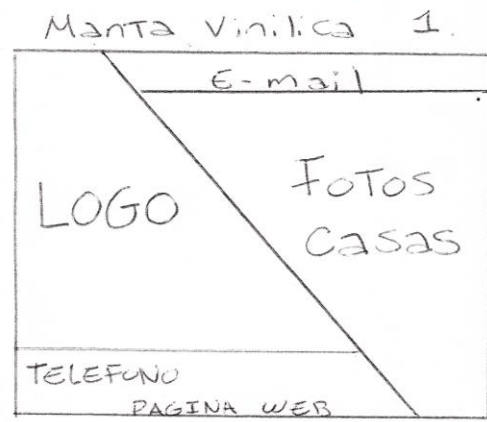 Manta Vinilica 1.
E-mail
LOGO
FOTOS
casas
TELEFONO
PAGINA WEB